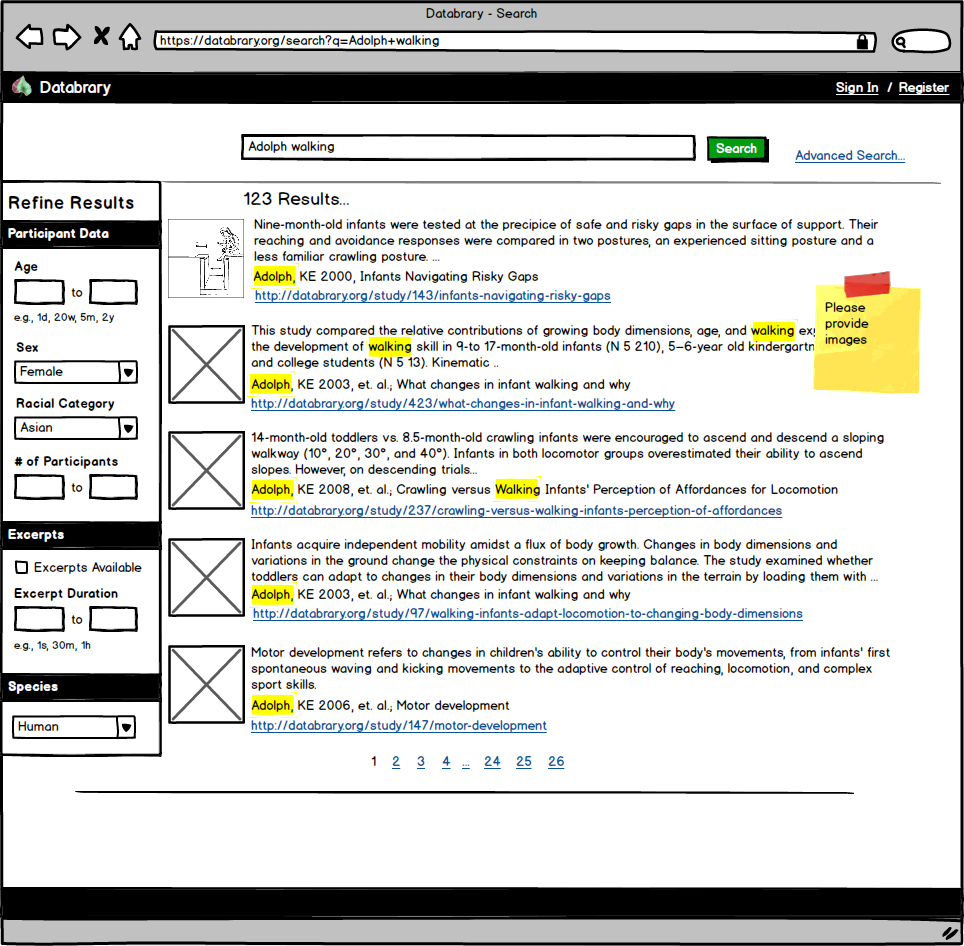 Databrary - Search
https://databrary.org/search?q=Adolph+walking
Databrary
Sign In / Register
Adolph walking
Search
Advanced Search...
Refine Results
Participant Data
Age
to
e.g., 1d, 20w, 5m, 2y
Sex
Female
Racial Category
Asian
# of Participants
to
Excerpts
Excerpts Available
Excerpt Duration
to
e.g., 1s, 30m, 1h
Species
Human
123 Results...
Nine-month-old infants were tested at the precipice of safe and risky gaps in the surface of support. Their
reaching and avoidance responses were compared in two postures, an experienced sitting posture and a
less familiar crawling posture. ...
Adolph, KE 2000, Infants Navigating Risky Gaps
http://databrary.org/study/143/infants-navigating-risky-gaps
This study compared the relative contributions of growing body dimensions, age, and walking
the development of walking skill in 9-to 17-month-old infants (N 5 210), 5–6-year old
and college students (N 5 13). Kinematic ..
Adolph, KE 2003, et. al.; What changes in infant walking and why
http://databrary.org/study/423/what-changes-in-infant-walking-and-why
Please
provide
images
14-month-old toddlers vs. 8.5-month-old crawling infants were encouraged to ascend and descend a sloping
walkway (10°, 20°, 30°, and 40°). Infants in both locomotor groups overestimated their ability to ascend
slopes. However, on descending trials...
Adolph, KE 2008, et. al.; Crawling versus Walking Infants' Perception of Affordances for Locomotion
http://databrary.org/study/237/crawling-versus-walking-infants-perception-of-affordances
Infants acquire independent mobility amidst a flux of body growth. Changes in body dimensions and
variations in the ground change the physical constraints on keeping balance. The study examined whether
toddlers can adapt to changes in their body dimensions and variations in the terrain by loading them with ...
Adolph, KE 2003, et. al.; What changes in infant walking and why
http://databrary.org/study/97/walking-infants-adapt-locomotion-to-changing-body-dimensions
Motor development refers to changes in children's ability to control their body's movements, from infants' first
spontaneous waving and kicking movements to the adaptive control of reaching, locomotion, and complex
sport skills.
Adolph, KE 2006, et. al.; Motor development
http://databrary.org/study/147/motor-development
1 2 3 4 ... 24 25 26